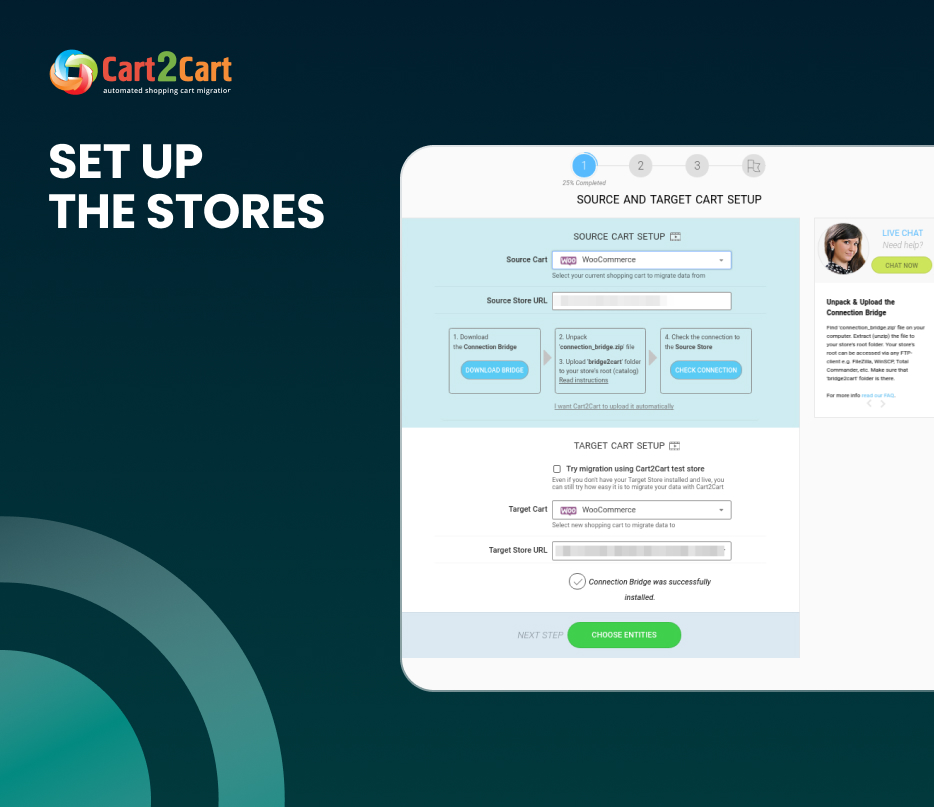 Cart2Cart
automated shopping cart migration
SET UP
THE STORES
1
2
3
25% Completed
SOURCE AND TARGET CART SETUP
SOURCE CART SETUP
Source Cart
WOO WooCommerce
Select your current shopping cart to migrate data from
Source Store URL
1. Download
the Connection Bridge
DOWNLOAD BRIDGE
2. Unpack
'connection_bridge.zip' file
3. Upload 'bridge2cart' folder
to your store's root (catalog)
Read instructions
4. Check the connection to
the Source Store
CHECK CONNECTION
I want Cart2Cart to upload it automatically
TARGET CART SETUP
Try migration using Cart2Cart test store
Even if you don't have your Target Store installed and live, you
can still try how easy it is to migrate your data with Cart2Cart
Target Cart
WOO WooCommerce
Select new shopping cart to migrate data to
Target Store URL
Connection Bridge was successfully
installed.
NEXT STEP
CHOOSE ENTITIES
LIVE CHAT
Need help?
CHAT NOW
Unpack & Upload the
Connection Bridge
Find 'connection_bridge.zip' file on your
computer. Extract (unzip) the file to
your store's root folder. Your store's
root can be accessed via any FTP-
client e.g. FileZilla, WinSCP, Total
Commander, etc. Make sure that
'bridge2cart' folder is there.
For more info read our FAQ.